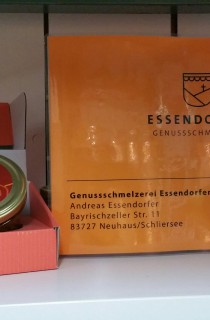 ESSENDO
GENUSSSCHM
Genussschmelzerei Essendorfer
Andreas Essendorfer
Bayrischzeller Str. 11
83727 Neuhaus/Schliersee